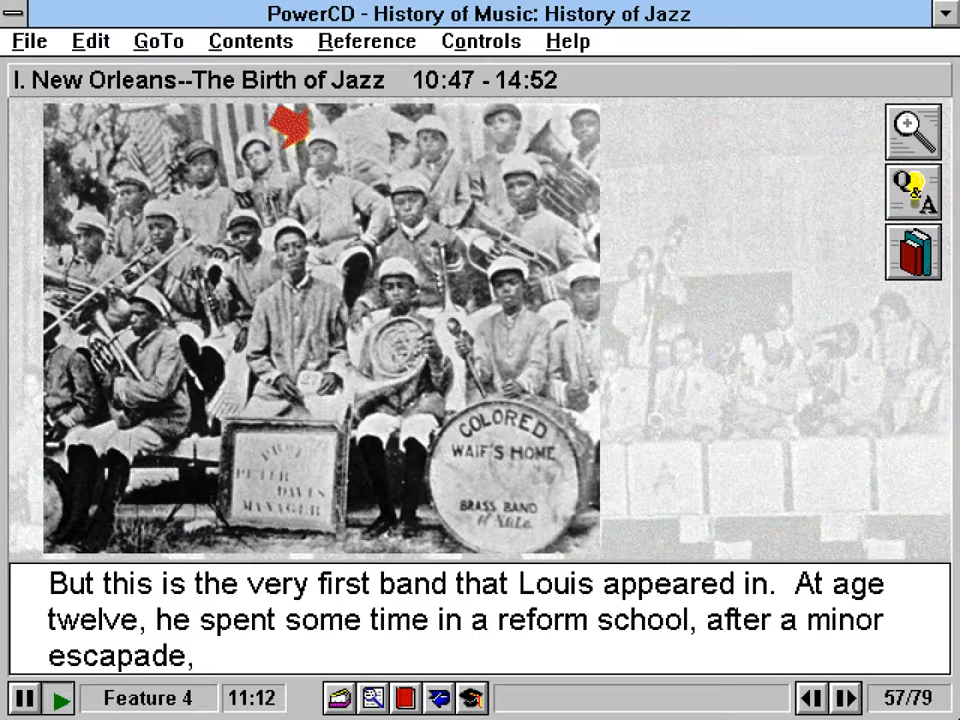 PowerCD - History of Music: History of Jazz
File Edit GoTo Contents Reference Controls Help
I. New Orleans--The Birth of Jazz 10:47 - 14:52
Q
&
A
PETER
DAVIS
MANAGER
COLORED
WAIF'S HOME
BRASS BAND
But this is the very first band that Louis appeared in. At age
twelve, he spent some time in a reform school, after a minor
escapade,
Feature 4 11:12 57/79